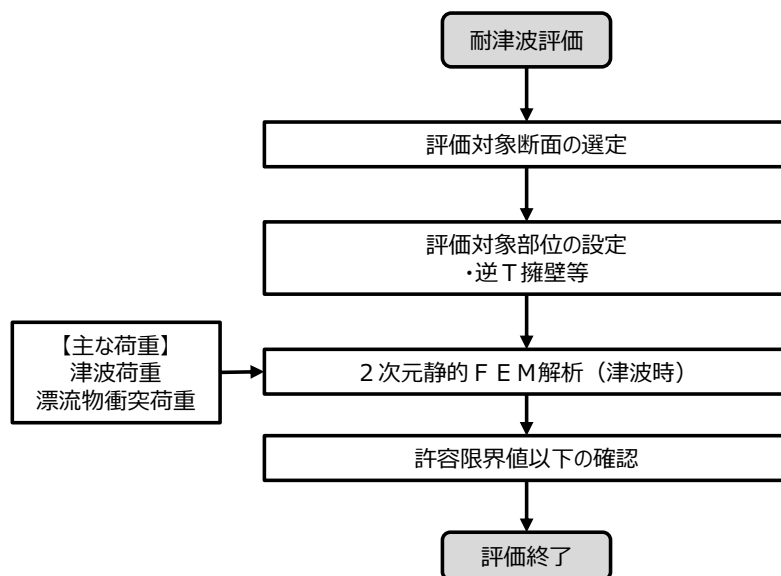 耐津波評価
評価対象断面の選定
評価対象部位の設定
・逆Ｔ擁壁等
【主な荷重】
津波荷重
漂流物衝突荷重
２次元静的ＦＥＭ解析（津波時）
許容限界値以下の確認
評価終了